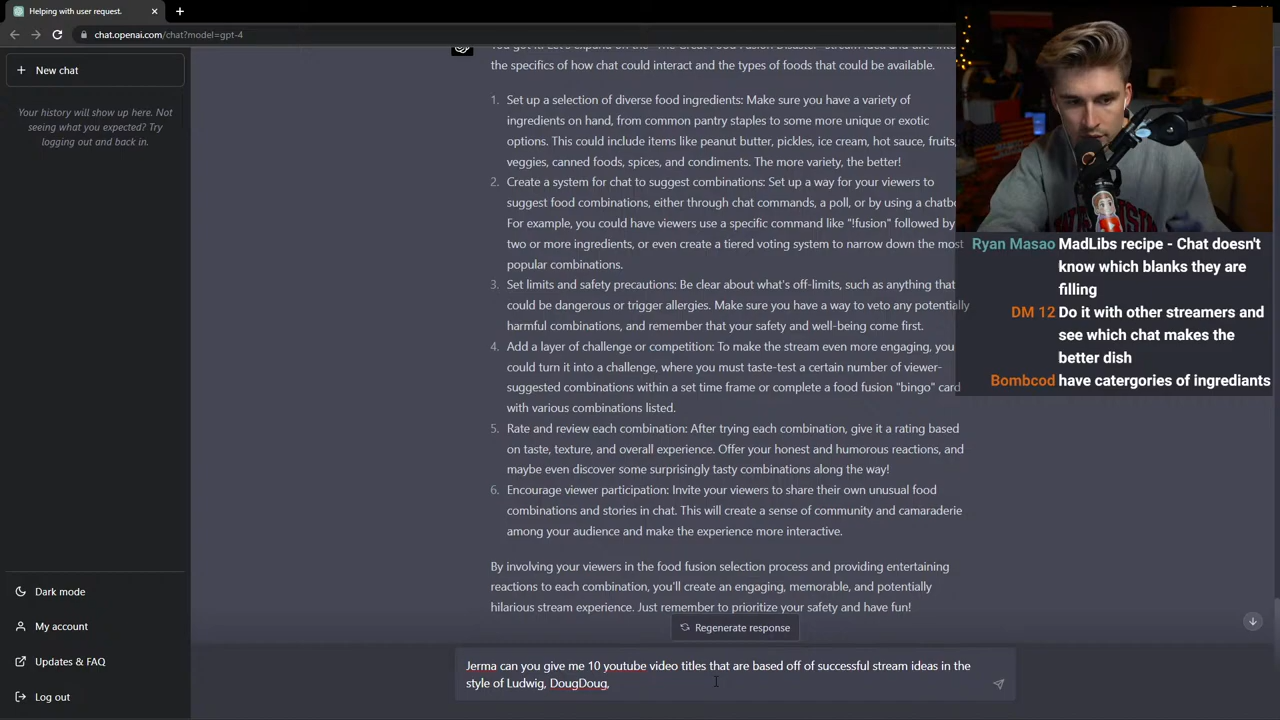 Helping with user request.
chat.openai.com/chat?model=gpt-4
New chat
Your history will show up here. Not
seeing what you expected? Try
logging out and back in.
Dark mode
My account
Updates & FAQ
Log out
the specifics of how chat could interact and the types of foods that could be available.
1. Set up a selection of diverse food ingredients: Make sure you have a variety of
ingredients on hand, from common pantry staples to some more unique or exotic
options. This could include items like peanut butter, pickles, ice cream, hot sauce, fruits,
veggies, canned foods, spices, and condiments. The more variety, the better!
2. Create a system for chat to suggest combinations: Set up a way for your viewers to
suggest food combinations, either through chat commands, a poll, or by using a chatbo
For example, you could have viewers use a specific command like "!fusion" followed by
two or more ingredients, or even create a tiered voting system to narrow down the most
popular combinations.
3. Set limits and safety precautions: Be clear about what's off-limits, such as anything that
could be dangerous or trigger allergies. Make sure you have a way to veto any potentially
harmful combinations, and remember that your safety and well-being come first.
4. Add a layer of challenge or competition: To make the stream even more engaging, you
could turn it into a challenge, where you must taste-test a certain number of viewer-
suggested combinations within a set time frame or complete a food fusion "bingo" card
with various combinations listed.
5. Rate and review each combination: After trying each combination, give it a rating based
on taste, texture, and overall experience. Offer your honest and humorous reactions, and
maybe even discover some surprisingly tasty combinations along the way!
6. Encourage viewer participation: Invite your viewers to share their own unusual food
combinations and stories in chat. This will create a sense of community and camaraderie
among your audience and make the experience more interactive.
By involving your viewers in the food fusion selection process and providing entertaining
reactions to each combination, you'll create an engaging, memorable, and potentially
hilarious stream experience. Just remember to prioritize your safety and have fun!
Regenerate response
Jerma can you give me 10 youtube video titles that are based off of successful stream ideas in the
style of Ludwig, DougDoug,
Ryan Masao MadLibs recipe - Chat doesn't
know which blanks they are
filling
DM 12 Do it with other streamers and
see which chat makes the
better dish
Bombcod have catergories of ingrediants